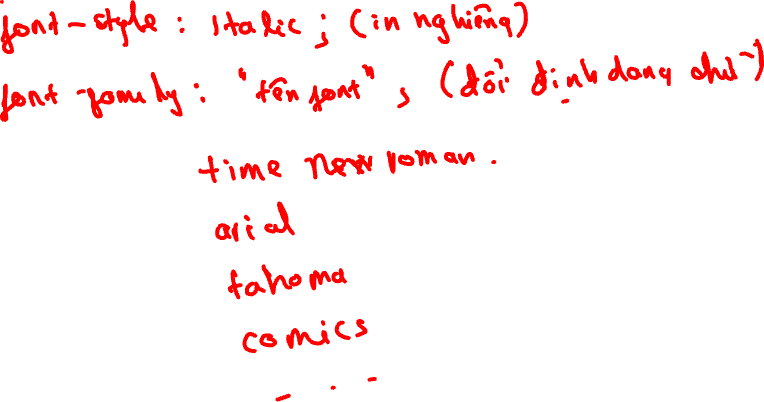 font-style : italic ; (in nghiêng)
font-family : "tên font" ; (đổi định dạng chữ)
time new roman .
arial
tahoma
comics
- . -